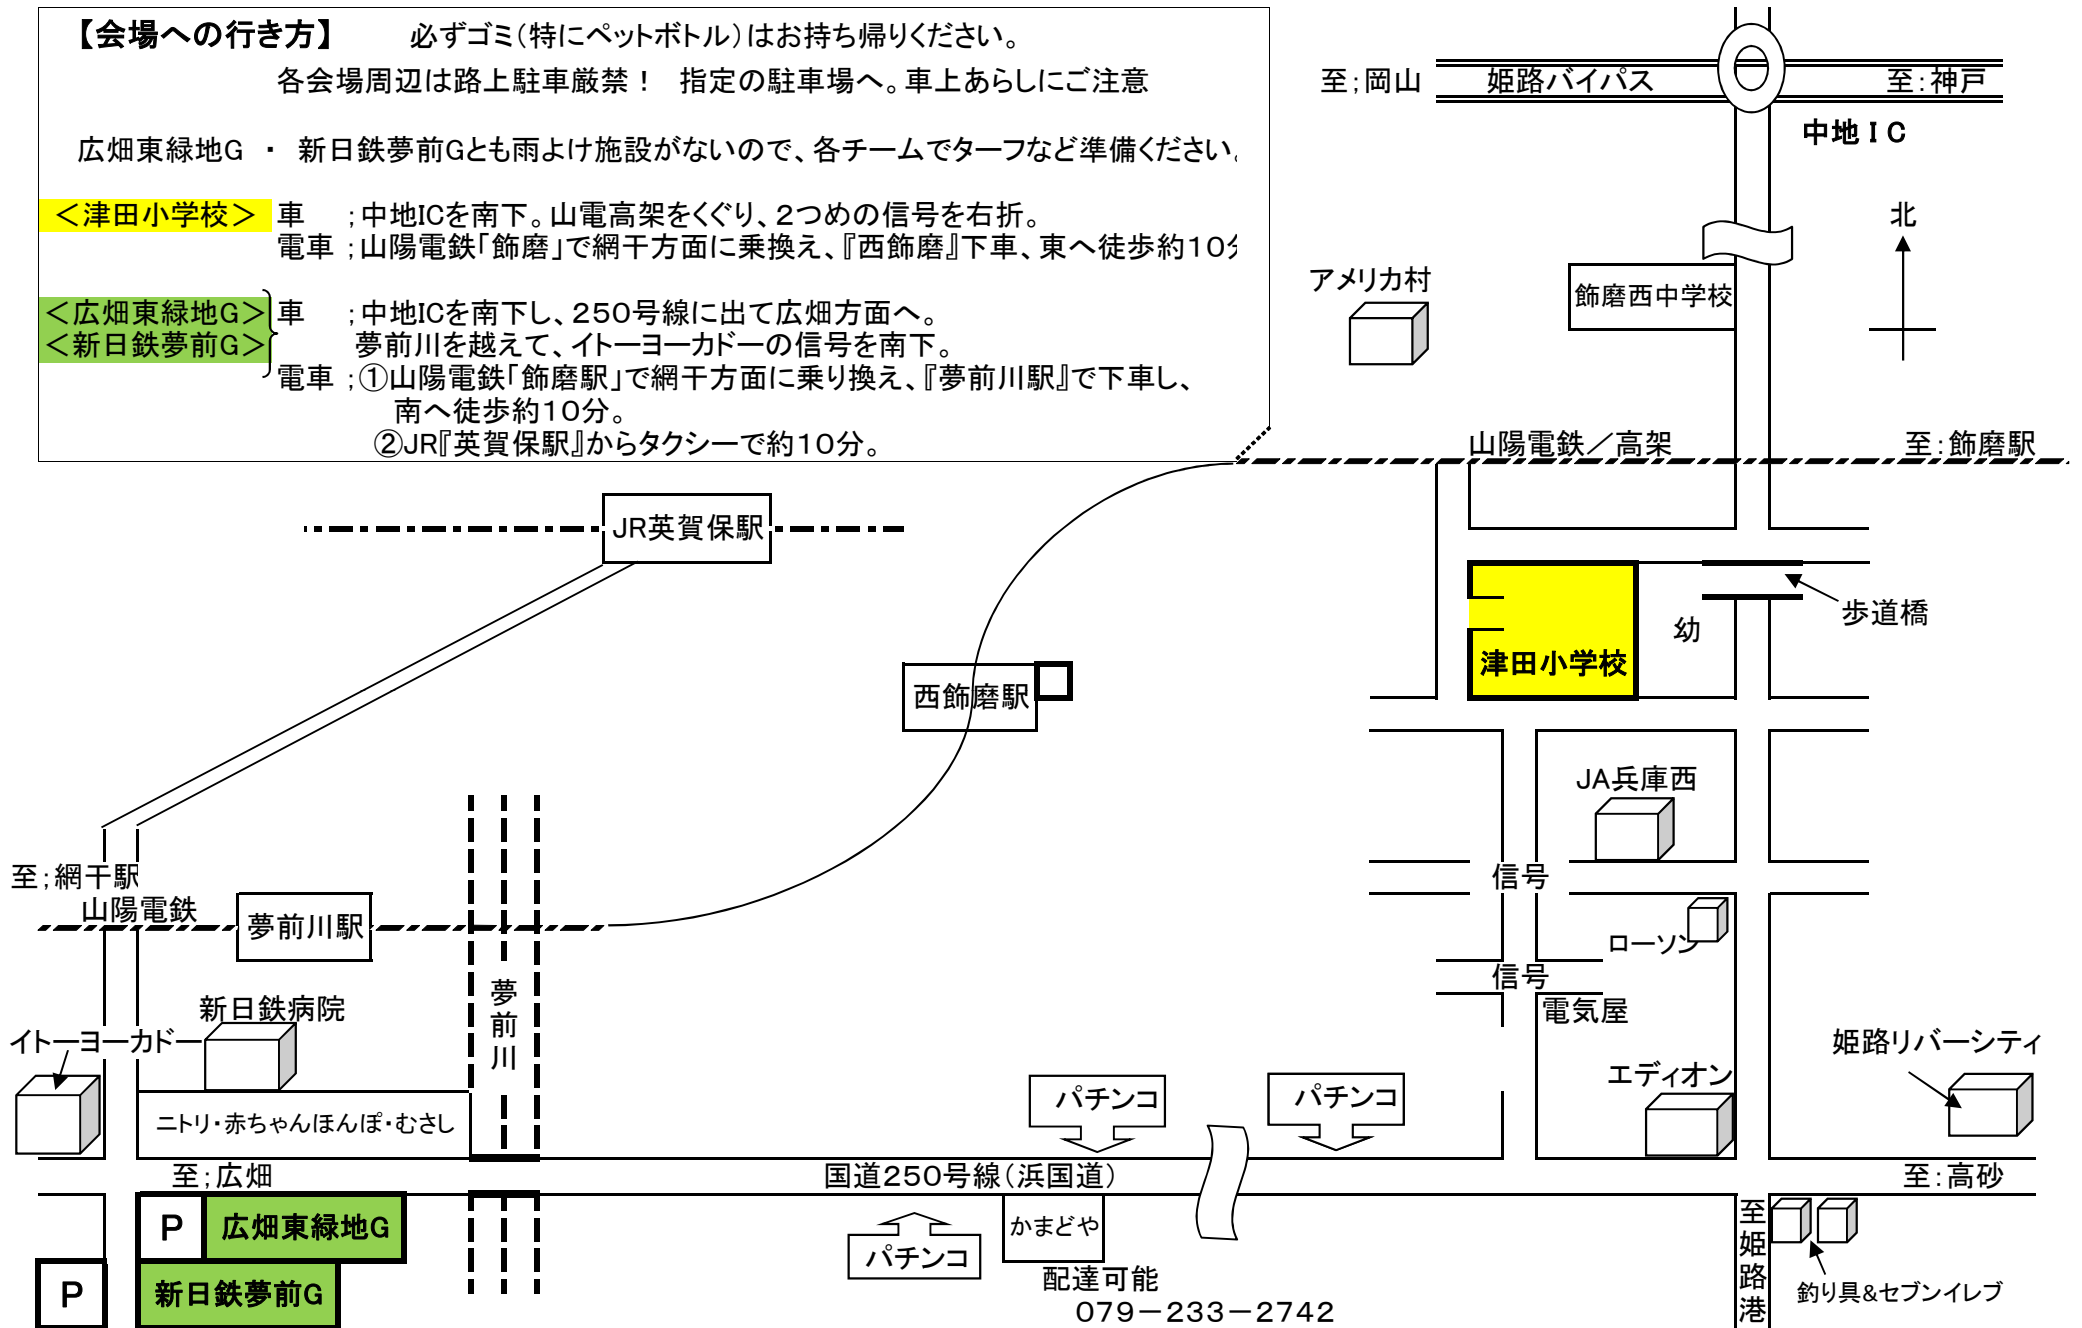 【会場への行き方】　　必ずゴミ（特にペットボトル）はお持ち帰りください。
各会場周辺は路上駐車厳禁！　指定の駐車場へ。車上あらしにご注意
広畑東緑地G　・　新日鉄夢前Gとも雨よけ施設がないので、各チームでターフなど準備ください。
＜津田小学校＞　車　；中地ICを南下。山電高架をくぐり、２つめの信号を右折。
電車；山陽電鉄「飾磨」で網干方面に乗換え、『西飾磨』下車、東へ徒歩約１０分
＜広畑東緑地G＞　車　；中地ICを南下し、２５０号線に出て広畑方面へ。
＜新日鉄夢前G＞　夢前川を越えて、イトーヨーカドーの信号を南下。
電車；①山陽電鉄「飾磨駅」で網干方面に乗り換え、『夢前川駅』で下車し、
南へ徒歩約１０分。
②JR『英賀保駅』からタクシーで約１０分。
至；岡山　姫路バイパス　至：神戸
中地ＩＣ
北
アメリカ村
飾磨西中学校
山陽電鉄／高架　至：飾磨駅
JR英賀保駅
歩道橋
幼
津田小学校
西飾磨駅
JA兵庫西
至；網干駅
信号
山陽電鉄
夢前川駅
ローソン
信号
夢前川
新日鉄病院
電気屋
イトーヨーカドー
姫路リバーシティ
エディオン
パチンコ
パチンコ
ニトリ・赤ちゃんほんぽ・むさし
至；広畑　国道２５０号線（浜国道）　至：高砂
P　広畑東緑地G
かまどや
至姫路港
パチンコ
P　新日鉄夢前G
配達可能
０７９－２３３－２７４２
釣り具&セブンイレブ